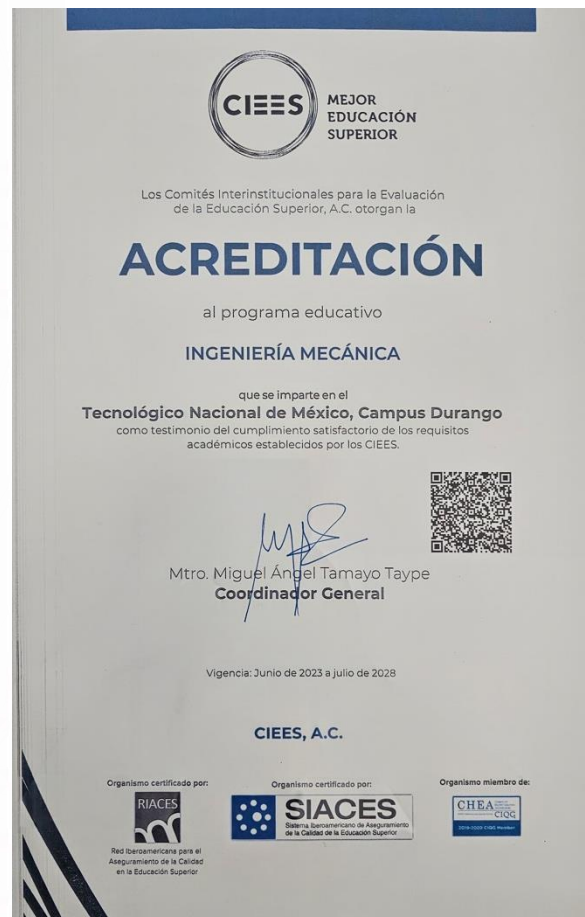 CIEES
MEJOR
EDUCACIÓN
SUPERIOR
Los Comités Interinstitucionales para la Evaluación
de la Educación Superior, A.C. otorgan la
ACREDITACIÓN
al programa educativo
INGENIERÍA MECÁNICA
que se imparte en el
Tecnológico Nacional de México, Campus Durango
como testimonio del cumplimiento satisfactorio de los requisitos
académicos establecidos por los CIEES.
Mtro. Miguel Ángel Tamayo Taype
Coordinador General
Vigencia: Junio de 2023 a julio de 2028
CIEES, A.C.
Organismo certificado por:
RIACES
Red Iberoamericana para el
Aseguramiento de la Calidad
en la Educación Superior
Organismo certificado por:
SIACES
Sistema Iberoamericano de Aseguramiento
de la Calidad de la Educación Superior
Organismo miembro de:
CHEA
CIQG
2019-2020 CIQG Member